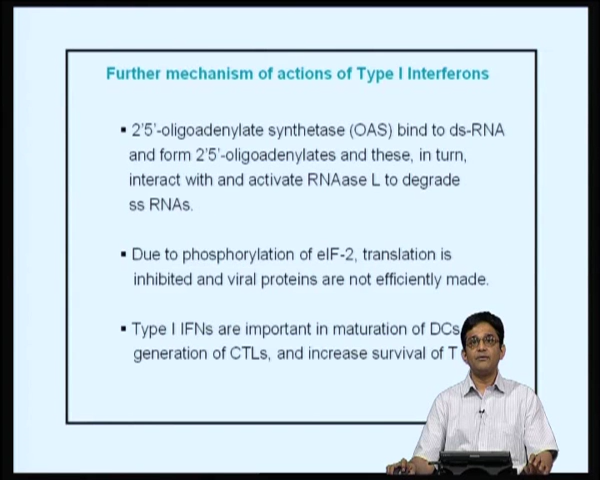 Further mechanism of actions of Type I Interferons
▪ 2'5'-oligoadenylate synthetase (OAS) bind to ds-RNA
and form 2'5'-oligoadenylates and these, in turn,
interact with and activate RNAase L to degrade
ss RNAs.
▪ Due to phosphorylation of eIF-2, translation is
inhibited and viral proteins are not efficiently made.
▪ Type I IFNs are important in maturation of DCs
generation of CTLs, and increase survival of T